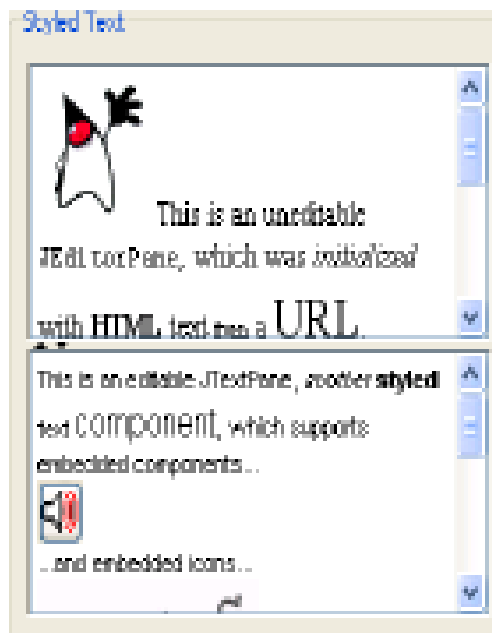 Styled Text
This is an uneditable
JEditorPane, which was initialized
with HTML text from a URL.
This is an editable JTextPane, another styled
text component, which supports
embedded components...
...and embedded icons...